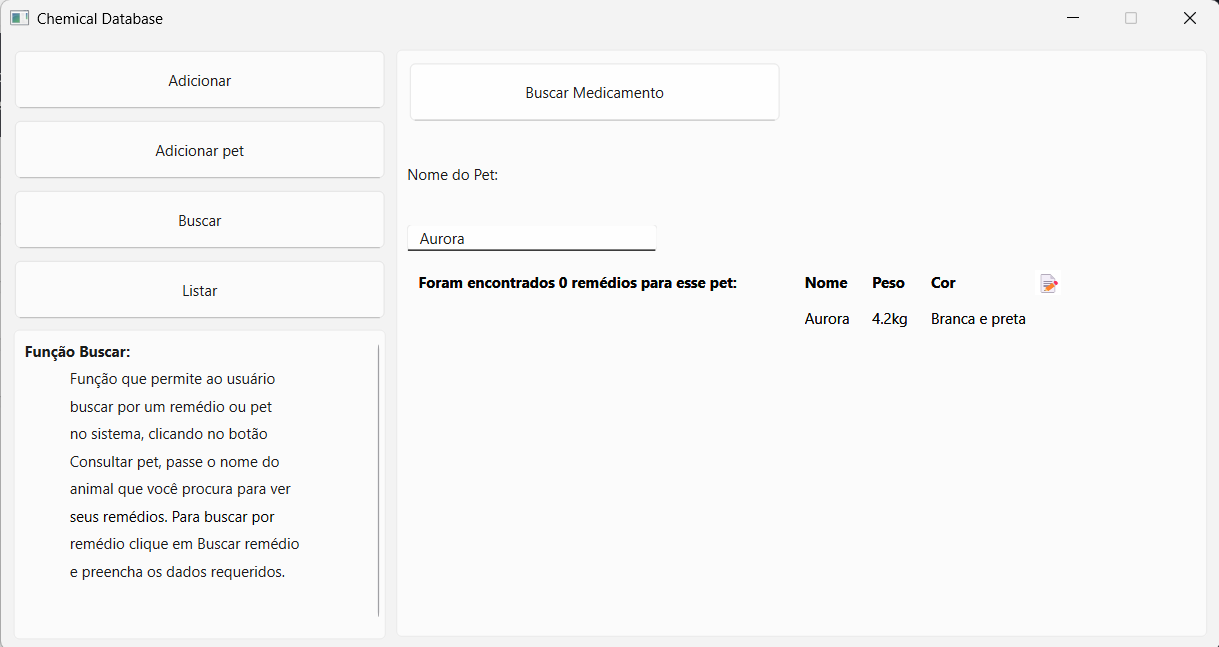 Chemical Database
Adicionar
Adicionar pet
Buscar
Listar
Função Buscar:
Função que permite ao usuário
buscar por um remédio ou pet
no sistema, clicando no botão
Consultar pet, passe o nome do
animal que você procura para ver
seus remédios. Para buscar por
remédio clique em Buscar remédio
e preencha os dados requeridos.
Buscar Medicamento
Nome do Pet:
Aurora
Foram encontrados 0 remédios para esse pet:
Nome Peso Cor
Aurora 4.2kg Branca e preta